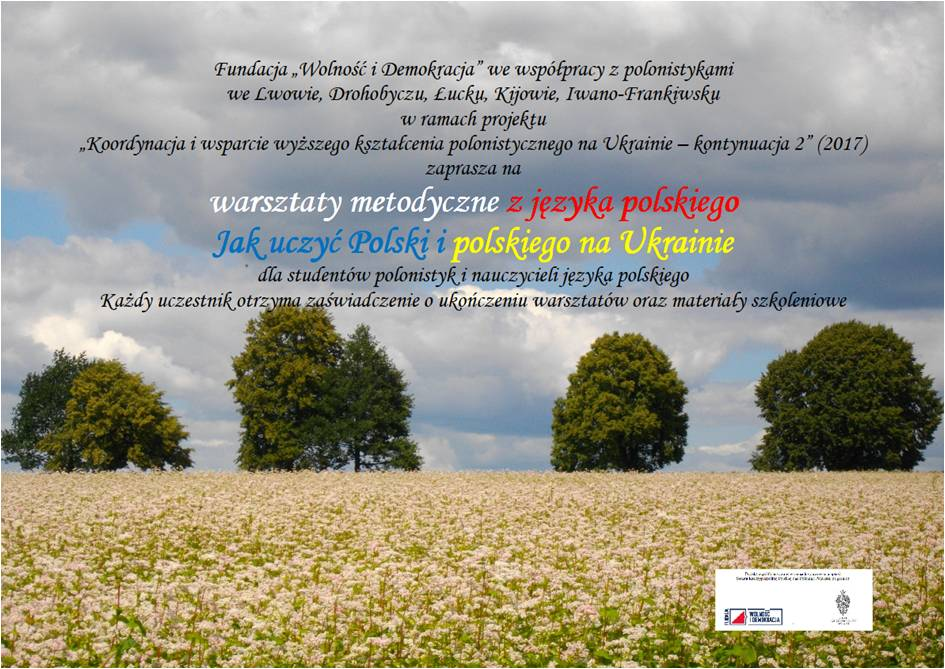 Fundacja „Wolność i Demokracja” we współpracy z polonistykami
we Lwowie, Drohobyczu, Łucku, Kijowie, Iwano-Frankiwsku
w ramach projektu
„Koordynacja i wsparcie wyższego kształcenia polonistycznego na Ukrainie – kontynuacja 2” (2017)
zaprasza na
warsztaty metodyczne z języka polskiego
Jak uczyć Polski i polskiego na Ukrainie
dla studentów polonistyk i nauczycieli języka polskiego
Każdy uczestnik otrzyma zaświadczenie o ukończeniu warsztatów oraz materiały szkoleniowe
FUNDACJA
WOLNOŚĆ
I DEMOKRACJA